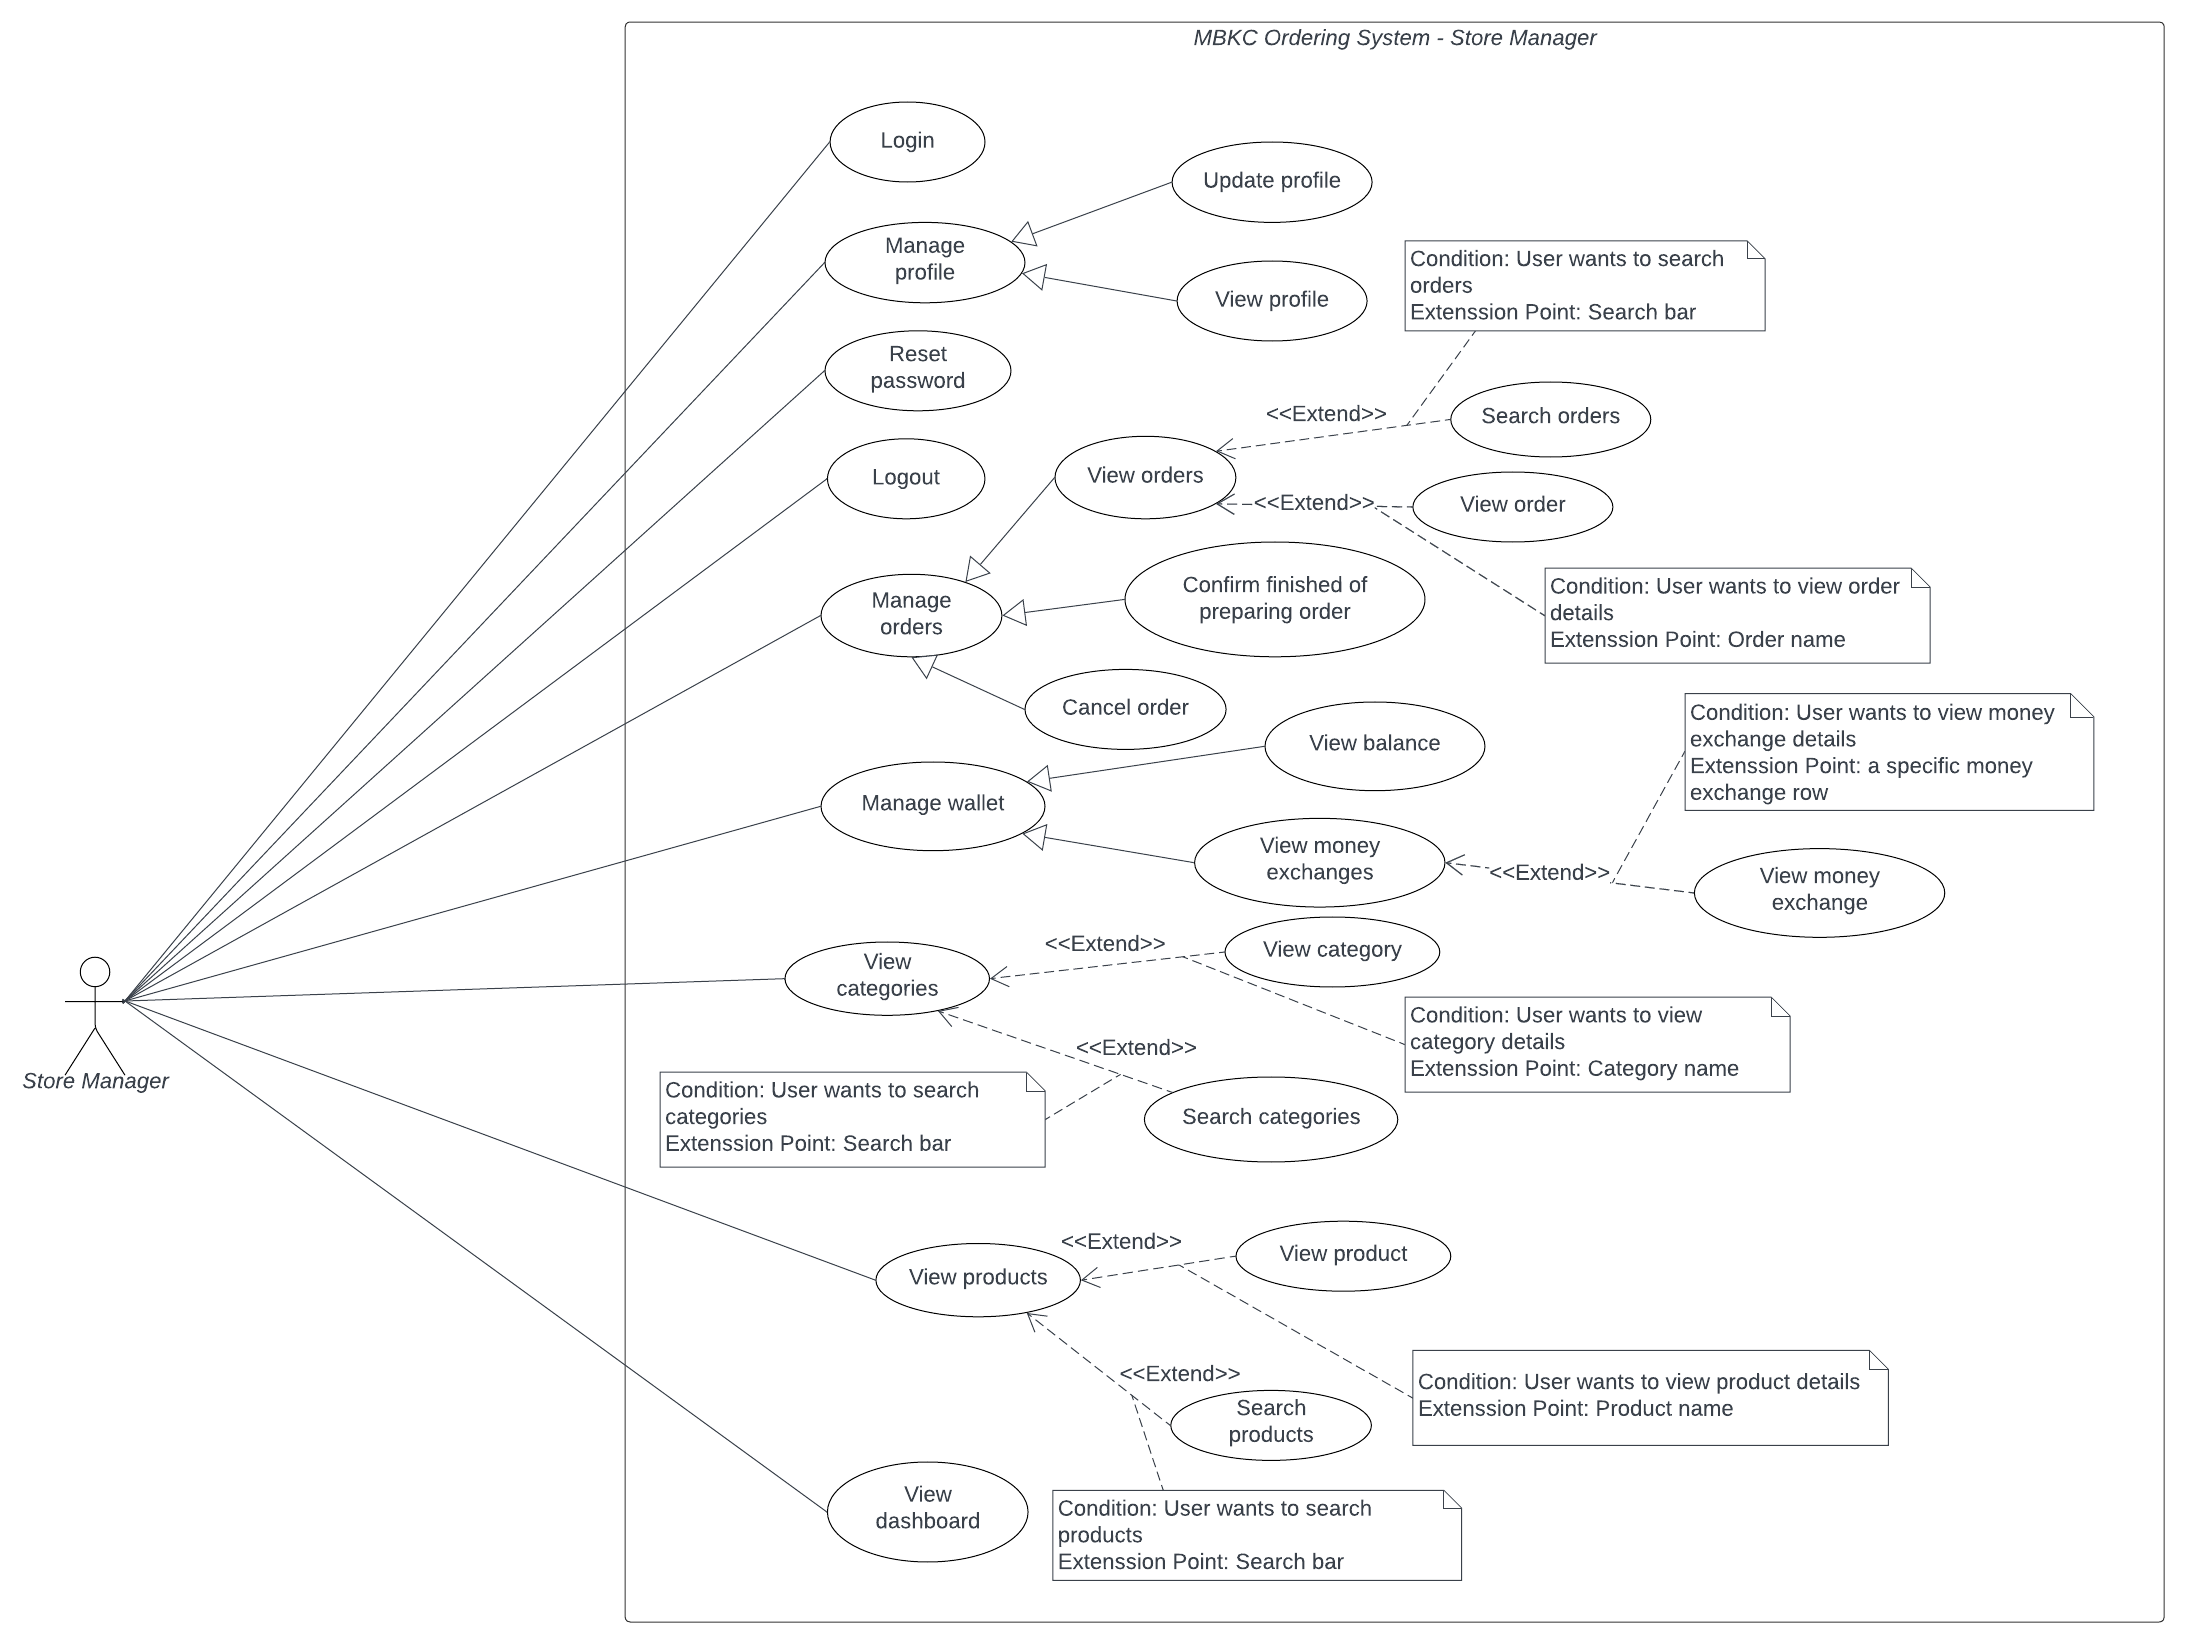 MBKC Ordering System - Store Manager
Login
Update profile
Manage
profile
View profile
Condition: User wants to search
orders
Extenssion Point: Search bar
Reset
password
<<Extend>>
Search orders
Logout
View orders
<<Extend>>
View order
Manage
orders
Confirm finished of
preparing order
Condition: User wants to view order
details
Extenssion Point: Order name
Cancel order
View balance
Condition: User wants to view money
exchange details
Extenssion Point: a specific money
exchange row
Manage wallet
View money
exchanges
<<Extend>>
View money
exchange
View
categories
<<Extend>>
View category
Condition: User wants to view
category details
Extenssion Point: Category name
<<Extend>>
Store Manager
Condition: User wants to search
categories
Extenssion Point: Search bar
Search categories
<<Extend>>
View product
View products
<<Extend>>
Condition: User wants to view product details
Extenssion Point: Product name
Search
products
View
dashboard
Condition: User wants to search
products
Extenssion Point: Search bar